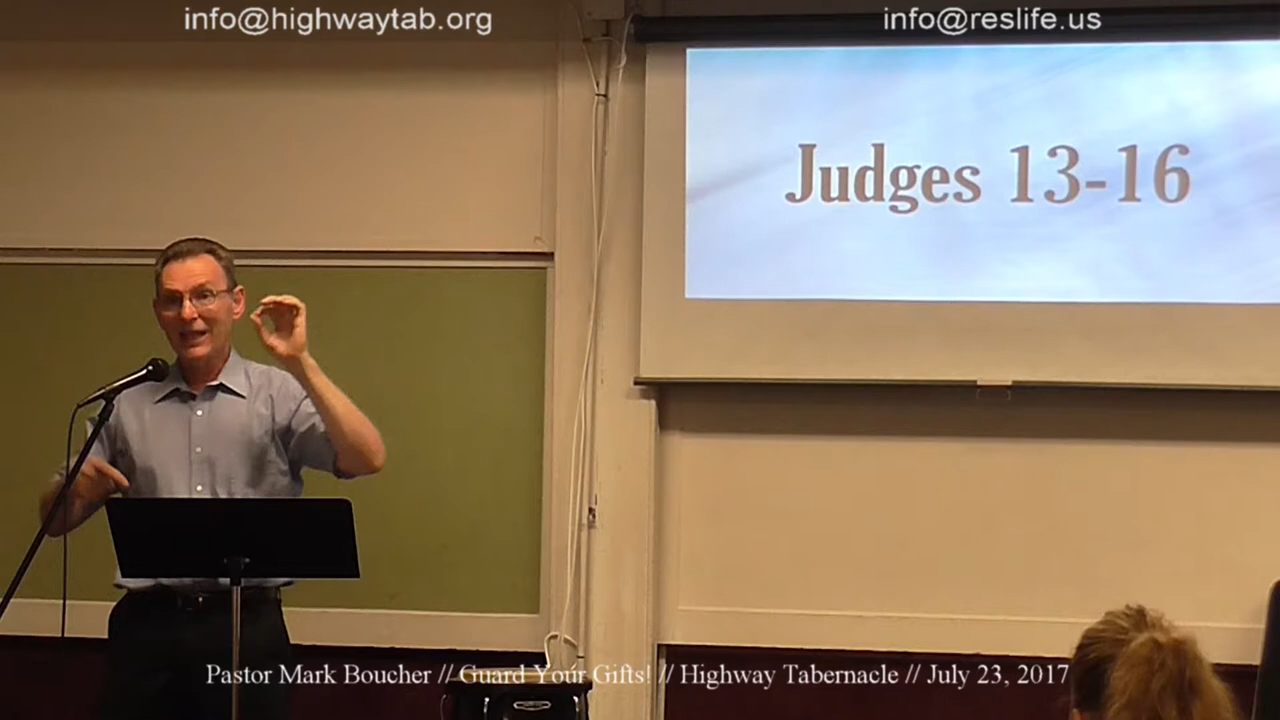 info@highwaytab.org
info@reslife.us
Judges 13-16
Pastor Mark Boucher // Guard Your Gifts! // Highway Tabernacle // July 23, 2017